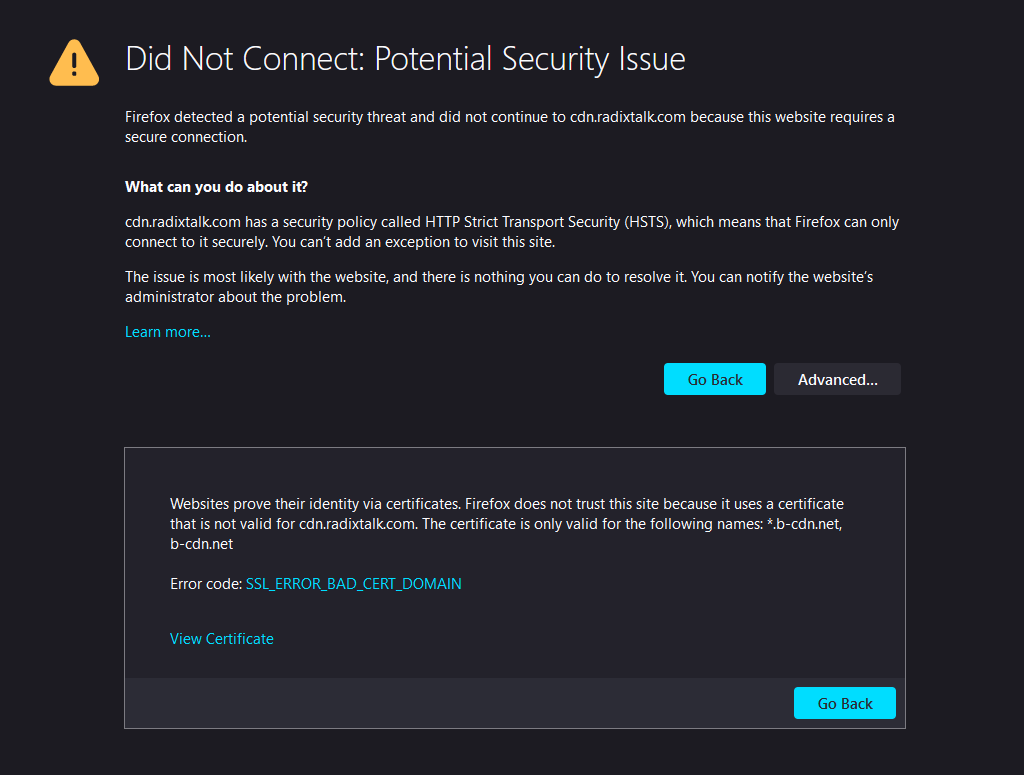 Did Not Connect: Potential Security Issue
Firefox detected a potential security threat and did not continue to cdn.radixtalk.com because this website requires a
secure connection.
What can you do about it?
cdn.radixtalk.com has a security policy called HTTP Strict Transport Security (HSTS), which means that Firefox can only
connect to it securely. You can’t add an exception to visit this site.
The issue is most likely with the website, and there is nothing you can do to resolve it. You can notify the website’s
administrator about the problem.
Learn more…
Go Back
Advanced…
Websites prove their identity via certificates. Firefox does not trust this site because it uses a certificate
that is not valid for cdn.radixtalk.com. The certificate is only valid for the following names: *.b-cdn.net,
b-cdn.net
Error code: SSL_ERROR_BAD_CERT_DOMAIN
View Certificate
Go Back